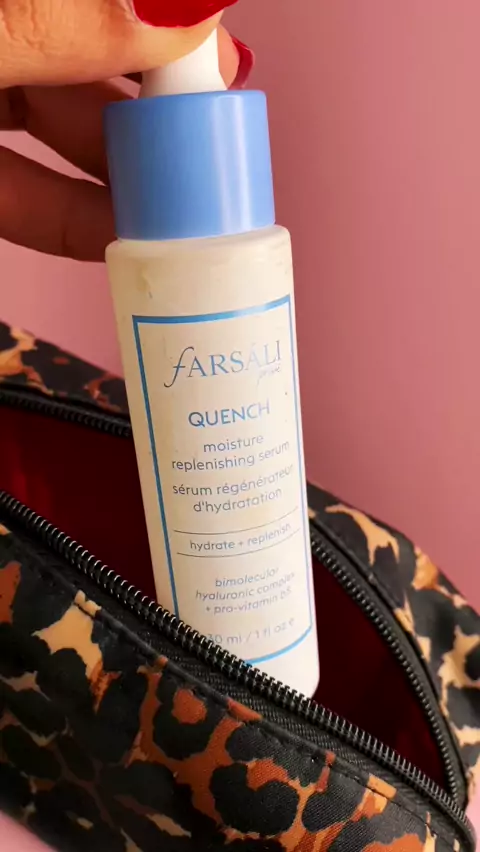 fARSÁLI
QUENCH
moisture
replenishing serum
sérum régénérateur
d'hydratation
hydrate + replenish
bimolecular
hyaluronic complex
+ pro-vitamin b5
30 ml / 1 fl oz e